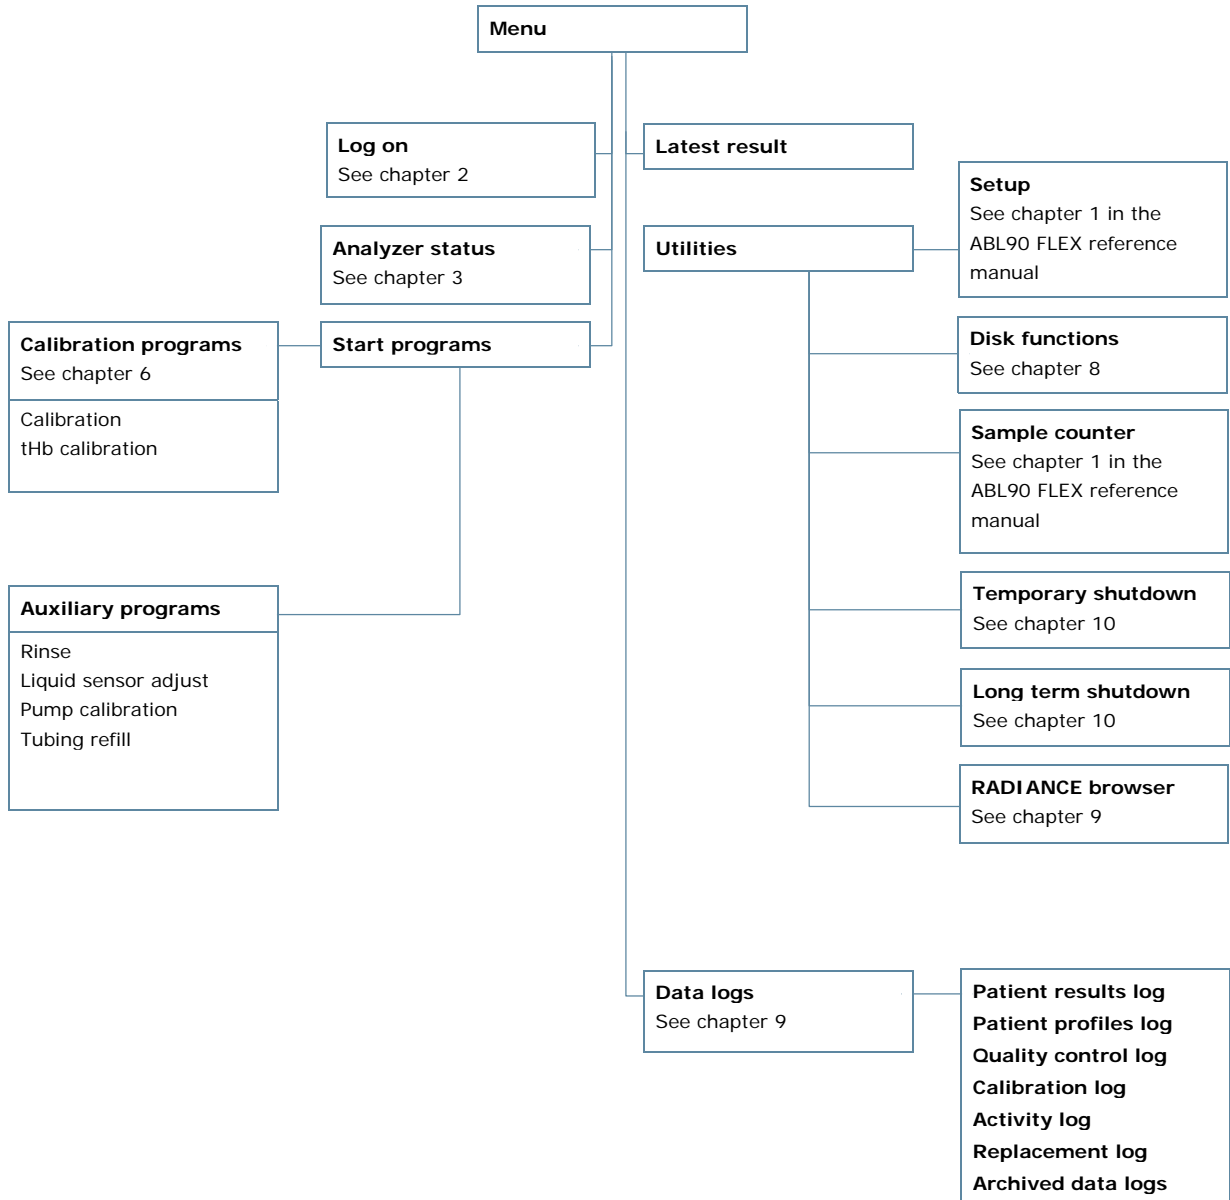 Menu
Log on
See chapter 2
Latest result
Setup
See chapter 1 in the
ABL90 FLEX reference
manual
Analyzer status
See chapter 3
Utilities
Calibration programs
See chapter 6
Calibration
tHb calibration
Start programs
Disk functions
See chapter 8
Sample counter
See chapter 1 in the
ABL90 FLEX reference
manual
Auxiliary programs
Rinse
Liquid sensor adjust
Pump calibration
Tubing refill
Temporary shutdown
See chapter 10
Long term shutdown
See chapter 10
RADIANCE browser
See chapter 9
Data logs
See chapter 9
Patient results log
Patient profiles log
Quality control log
Calibration log
Activity log
Replacement log
Archived data logs